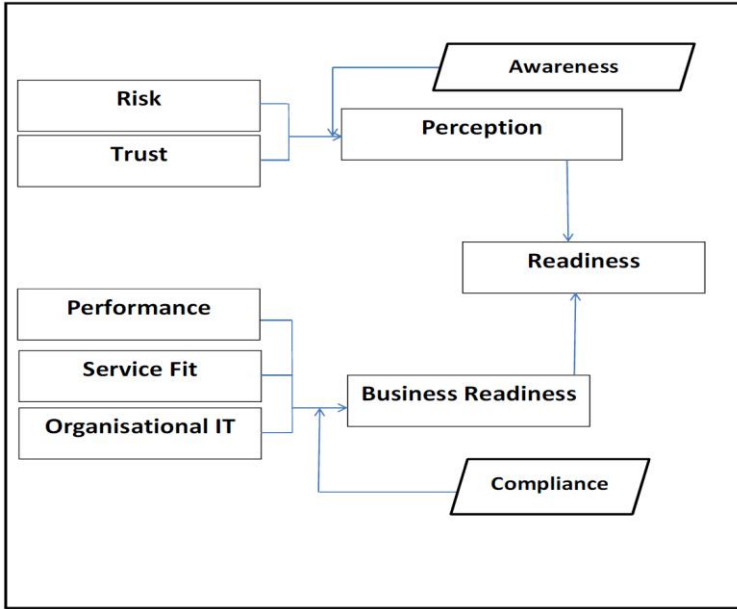 Awareness
Risk
Perception
Trust
Readiness
Performance
Service Fit
Business Readiness
Organisational IT
Compliance